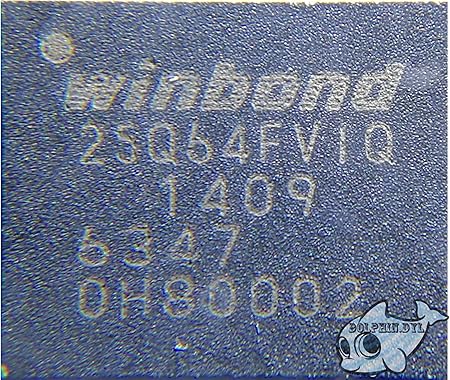 winbond
25Q64FVIQ
1409
6347
0H80002
DOLPHIN.DYL